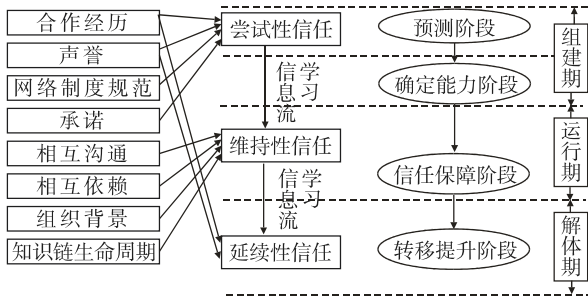 合作经历
声誉
网络制度规范
承诺
相互沟通
相互依赖
组织背景
知识链生命周期
尝试性信任
信息流
学习
维持性信任
信息流
学习
延续性信任
预测阶段
确定能力阶段
信任保障阶段
转移提升阶段
组建期
运行期
解体期